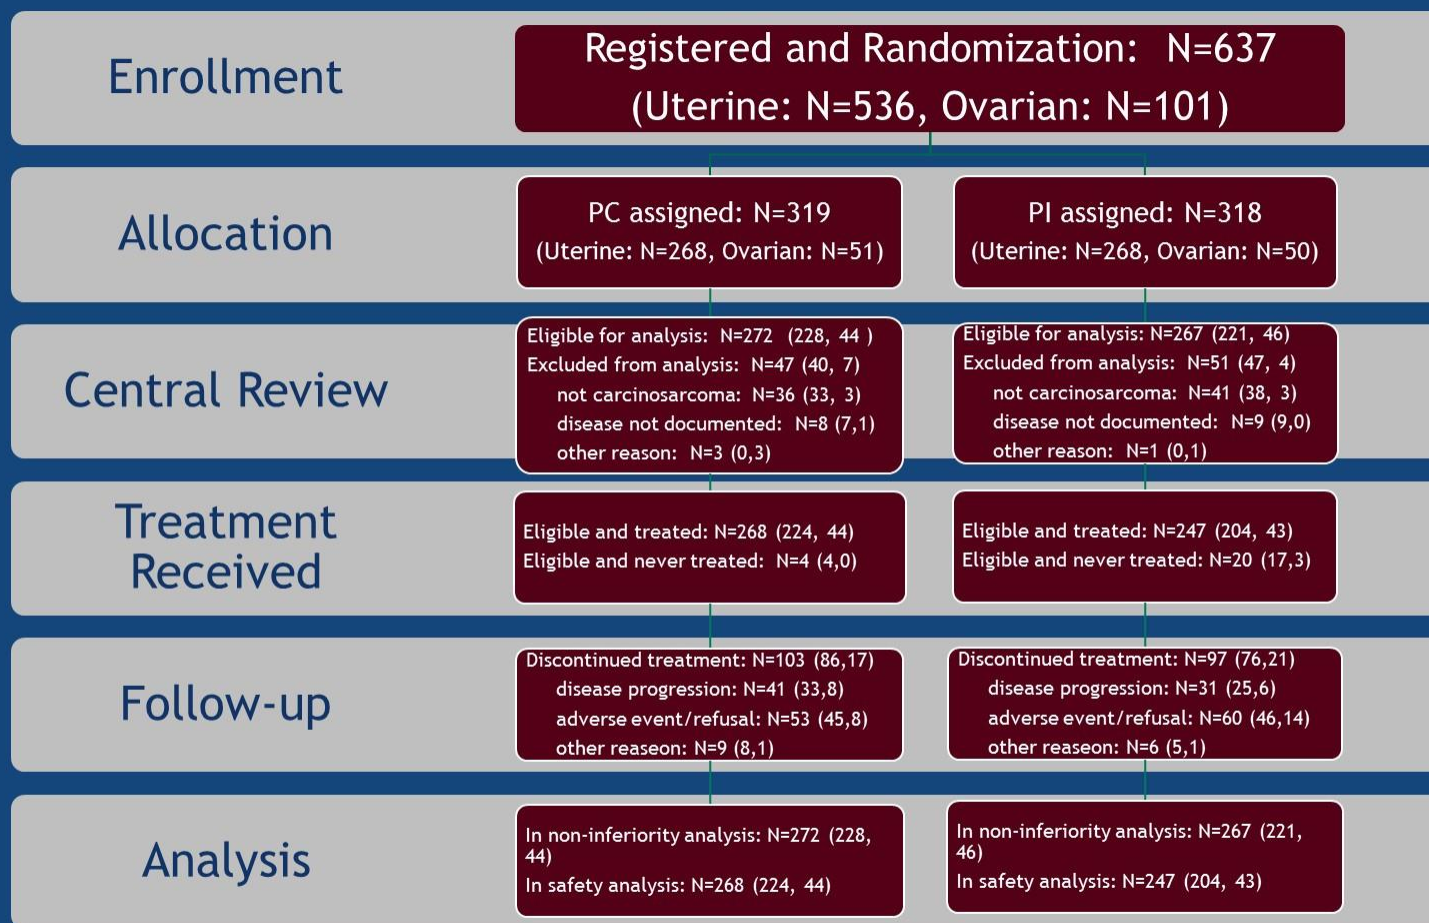 Enrollment
Registered and Randomization:  N=637
(Uterine: N=536, Ovarian: N=101)
Allocation
PC assigned: N=319
(Uterine: N=268, Ovarian: N=51)
PI assigned: N=318
(Uterine: N=268, Ovarian: N=50)
Central Review
Eligible for analysis:  N=272  (228, 44 )
Excluded from analysis:  N=47 (40, 7)
not carcinosarcoma:  N=36 (33, 3)
disease not documented:  N=8 (7,1)
other reason:  N=3 (0,3)
Eligible for analysis: N=267 (221, 46)
Excluded from analysis:  N=51 (47, 4)
not carcinosarcoma:  N=41 (38, 3)
disease not documented:  N=9 (9,0)
other reason:  N=1 (0,1)
Treatment
Received
Eligible and treated: N=268 (224, 44)
Eligible and never treated:  N=4 (4,0)
Eligible and treated: N=247 (204, 43)
Eligible and never treated: N=20 (17,3)
Follow-up
Discontinued treatment: N=103 (86,17)
disease progression: N=41 (33,8)
adverse event/refusal: N=53 (45,8)
other reaseon: N=9 (8,1)
Discontinued treatment: N=97 (76,21)
disease progression: N=31 (25,6)
adverse event/refusal: N=60 (46,14)
other reaseon: N=6 (5,1)
Analysis
In non-inferiority analysis: N=272 (228,
44)
In safety analysis: N=268 (224, 44)
In non-inferiority analysis: N=267 (221,
46)
In safety analysis: N=247 (204, 43)